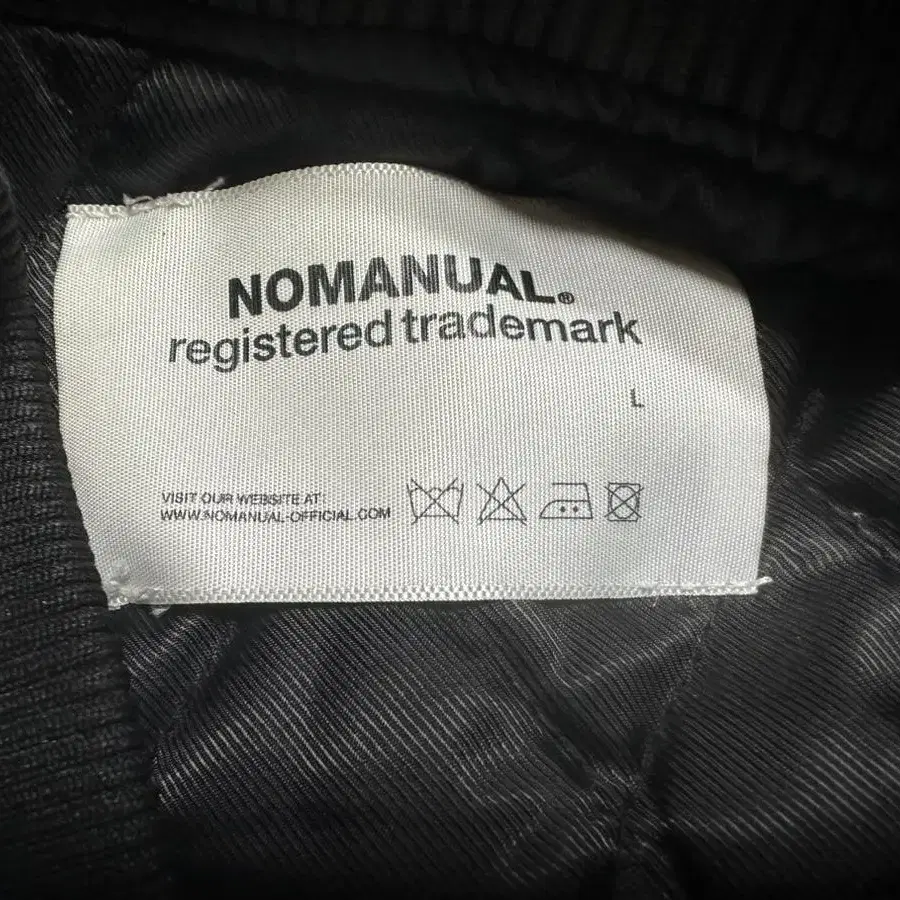 NOMANUAL®
registered trademark
L
VISIT OUR WEBSITE AT:
WWW.NOMANUAL-OFFICIAL.COM